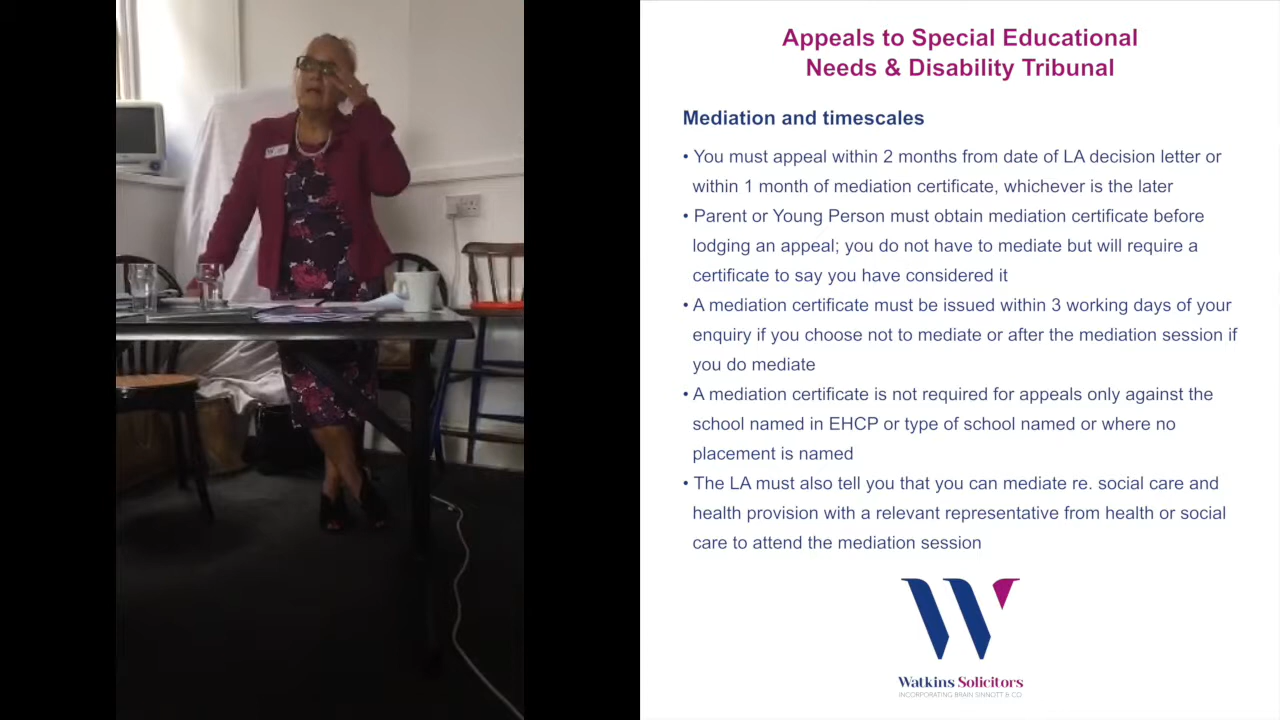 Appeals to Special Educational
Needs & Disability Tribunal
Mediation and timescales
• You must appeal within 2 months from date of LA decision letter or
within 1 month of mediation certificate, whichever is the later
• Parent or Young Person must obtain mediation certificate before
lodging an appeal; you do not have to mediate but will require a
certificate to say you have considered it
• A mediation certificate must be issued within 3 working days of your
enquiry if you choose not to mediate or after the mediation session if
you do mediate
• A mediation certificate is not required for appeals only against the
school named in EHCP or type of school named or where no
placement is named
• The LA must also tell you that you can mediate re. social care and
health provision with a relevant representative from health or social
care to attend the mediation session
W
Watkins Solicitors
INCORPORATING BRAIN SINNOTT & CO